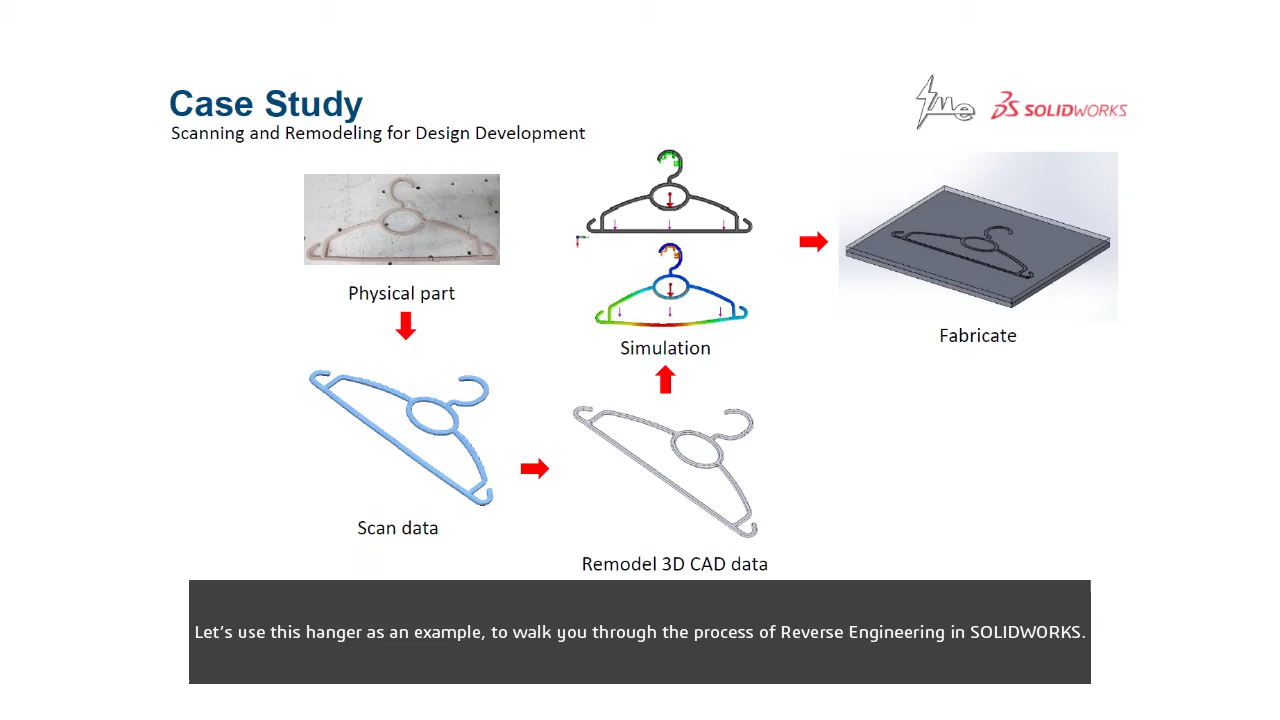 Case Study
Scanning and Remodeling for Design Development
Ime
SOLIDWORKS
Physical part
Simulation
Fabricate
Scan data
Remodel 3D CAD data
Let's use this hanger as an example, to walk you through the process of Reverse Engineering in SOLIDWORKS.